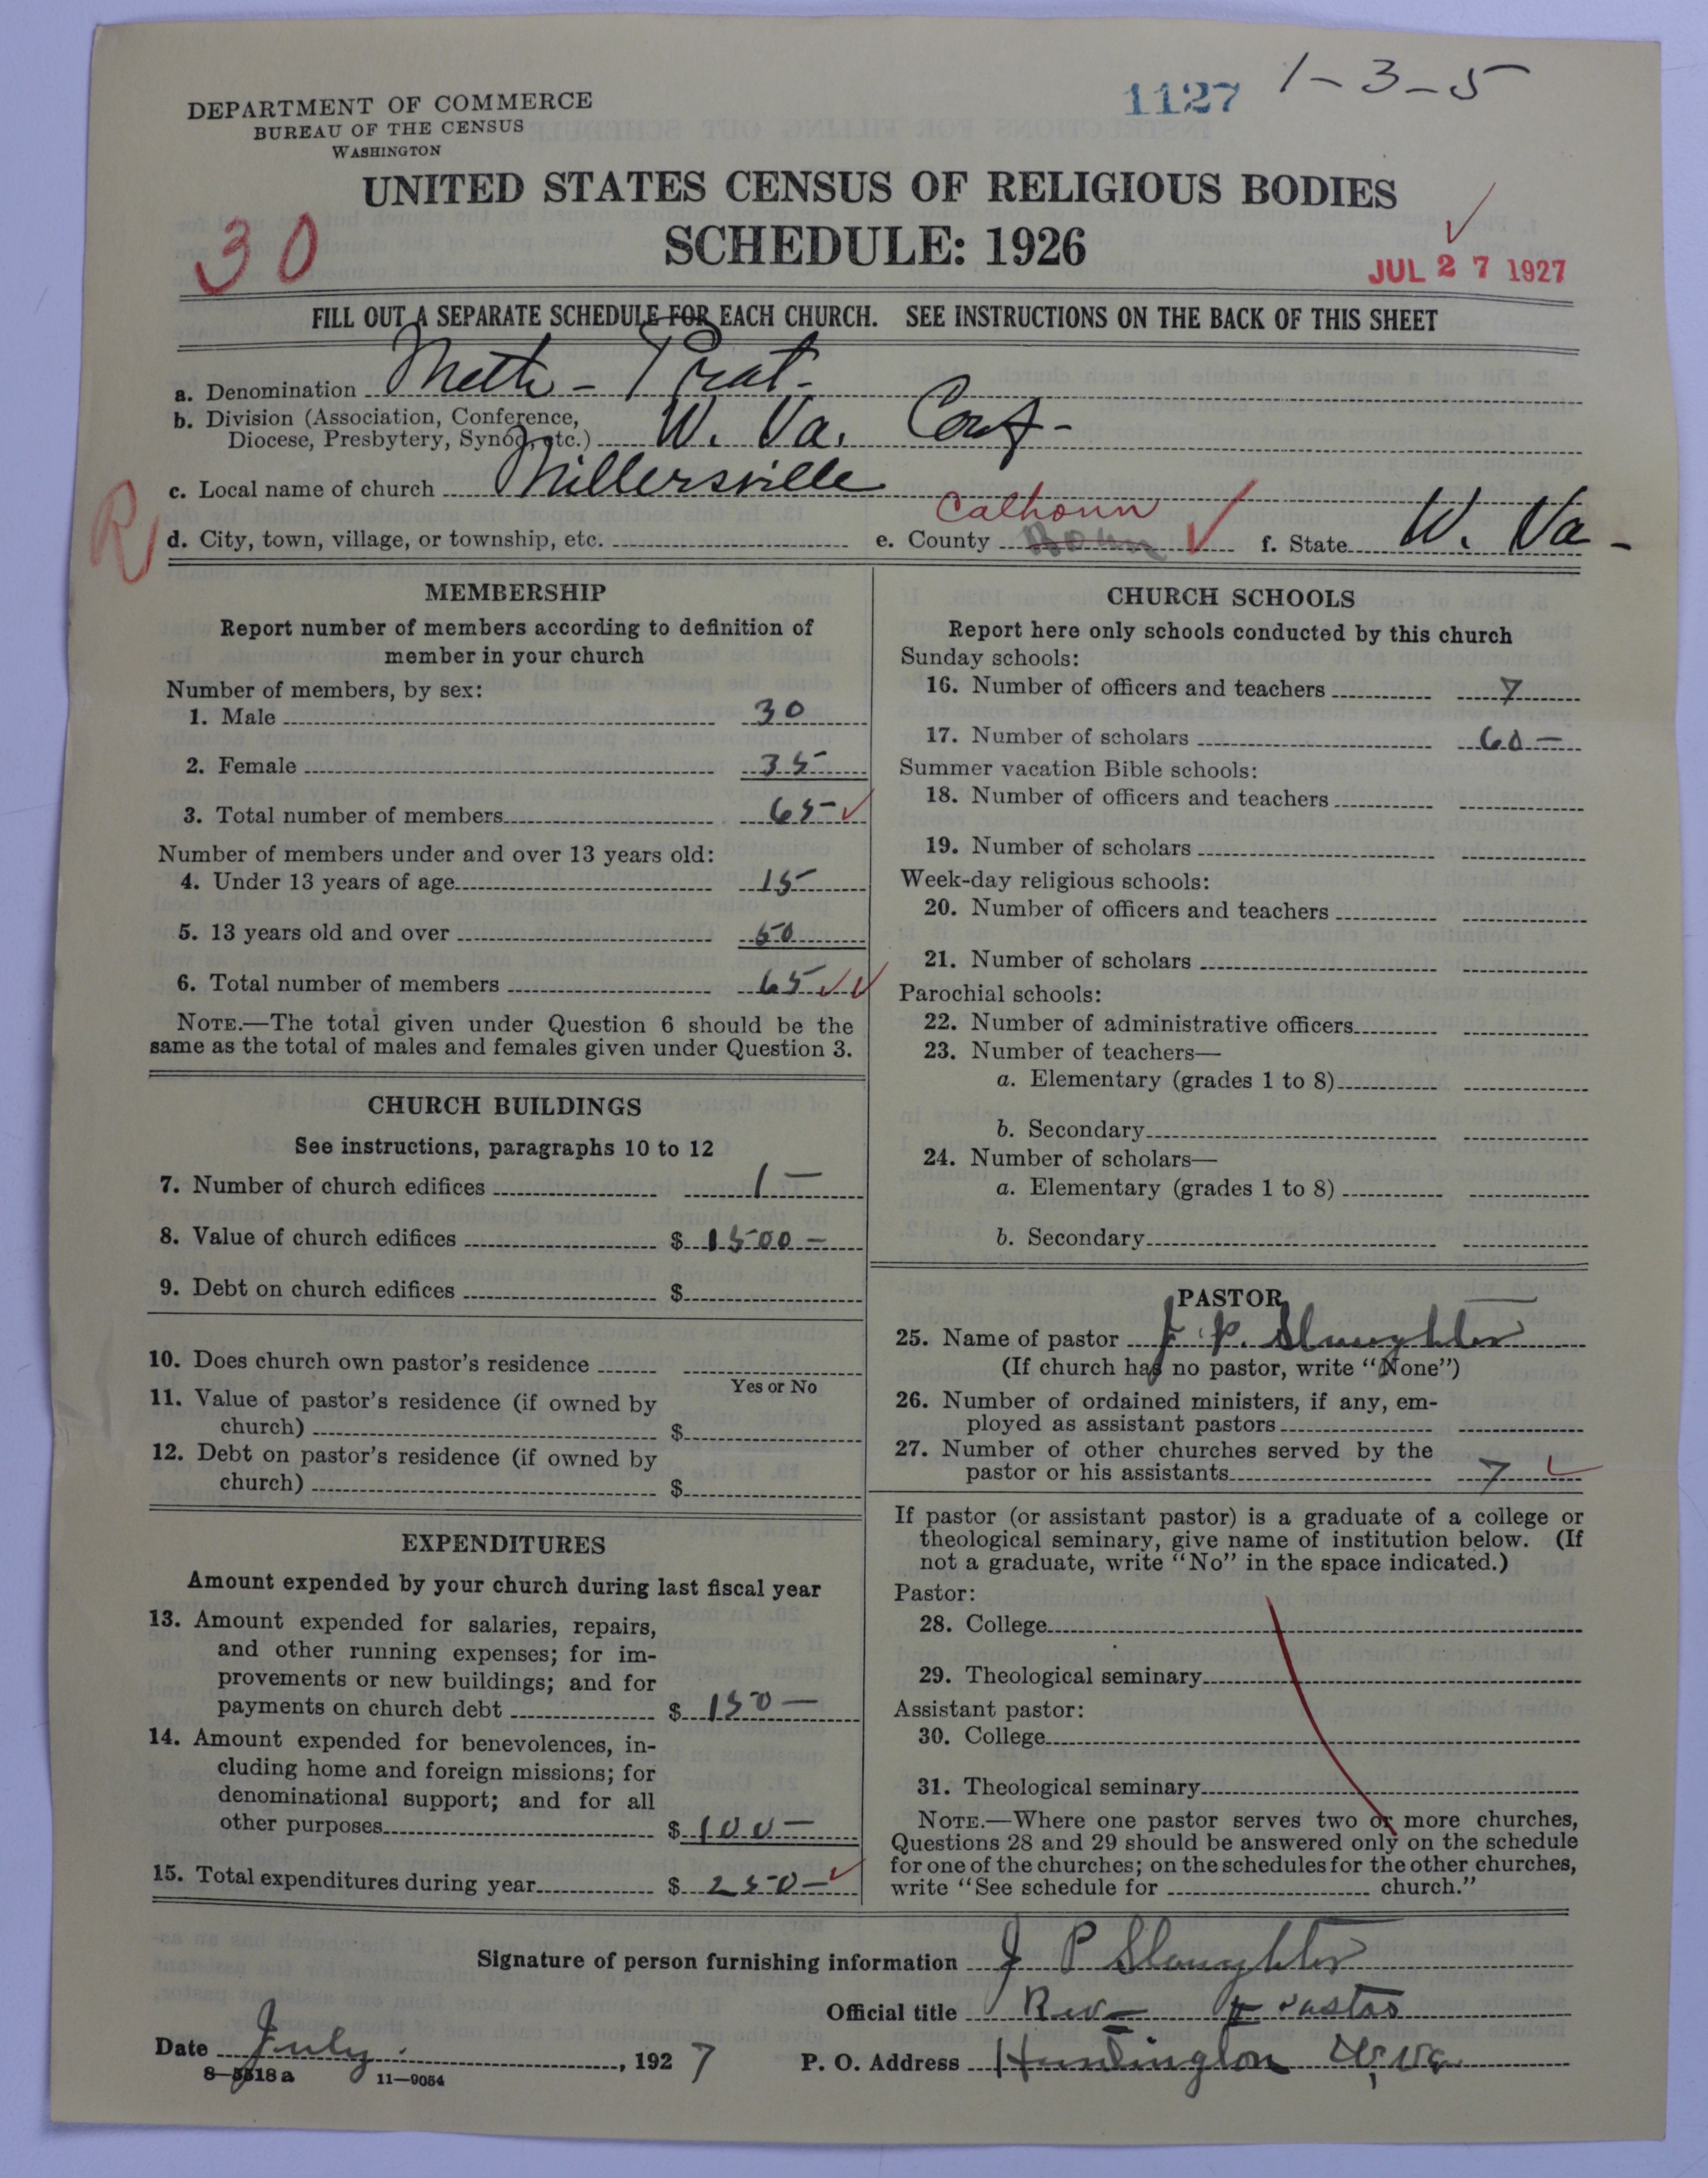 1127 1-3-5
DEPARTMENT OF COMMERCE
BUREAU OF THE CENSUS
WASHINGTON
UNITED STATES CENSUS OF RELIGIOUS BODIES
SCHEDULE: 1926
30
JUL 27 1927
FILL OUT A SEPARATE SCHEDULE FOR EACH CHURCH. SEE INSTRUCTIONS ON THE BACK OF THIS SHEET
a. Denomination Meth- Prot.
b. Division (Association, Conference,
Diocese, Presbytery, Synod, etc.) W. Va. Conf-
c. Local name of church Millersville
R
Calhoun
d. City, town, village, or township, etc. e. County f. State W. Va-
MEMBERSHIP
Report number of members according to definition of
member in your church
Number of members, by sex:
1. Male 30
2. Female 35
3. Total number of members 65
Number of members under and over 13 years old:
4. Under 13 years of age 15
5. 13 years old and over 50
6. Total number of members 65
NOTE.—The total given under Question 6 should be the
same as the total of males and females given under Question 3.
CHURCH BUILDINGS
See instructions, paragraphs 10 to 12
7. Number of church edifices 1—
8. Value of church edifices $ 1500—
9. Debt on church edifices $
10. Does church own pastor's residence
Yes or No
11. Value of pastor's residence (if owned by
church) $
12. Debt on pastor's residence (if owned by
church) $
EXPENDITURES
Amount expended by your church during last fiscal year
13. Amount expended for salaries, repairs,
and other running expenses; for im-
provements or new buildings; and for
payments on church debt $ 150—
14. Amount expended for benevolences, in-
cluding home and foreign missions; for
denominational support; and for all
other purposes $ 100—
15. Total expenditures during year $ 250—
CHURCH SCHOOLS
Report here only schools conducted by this church
Sunday schools:
16. Number of officers and teachers 7
17. Number of scholars 60—
Summer vacation Bible schools:
18. Number of officers and teachers
19. Number of scholars
Week-day religious schools:
20. Number of officers and teachers
21. Number of scholars
Parochial schools:
22. Number of administrative officers
23. Number of teachers—
a. Elementary (grades 1 to 8)
b. Secondary
24. Number of scholars—
a. Elementary (grades 1 to 8)
b. Secondary
PASTOR
25. Name of pastor J. P. Slaughter
(If church has no pastor, write "None")
26. Number of ordained ministers, if any, em-
ployed as assistant pastors
27. Number of other churches served by the
pastor or his assistants 7
If pastor (or assistant pastor) is a graduate of a college or
theological seminary, give name of institution below. (If
not a graduate, write "No" in the space indicated.)
Pastor:
28. College
29. Theological seminary
Assistant pastor:
30. College
31. Theological seminary
NOTE.—Where one pastor serves two or more churches,
Questions 28 and 29 should be answered only on the schedule
for one of the churches; on the schedules for the other churches,
write "See schedule for church."
Signature of person furnishing information J P Slaughter
Official title Rev— Pastor
Date July , 1927 P. O. Address Huntington W, Va
8—5518a 11—9054